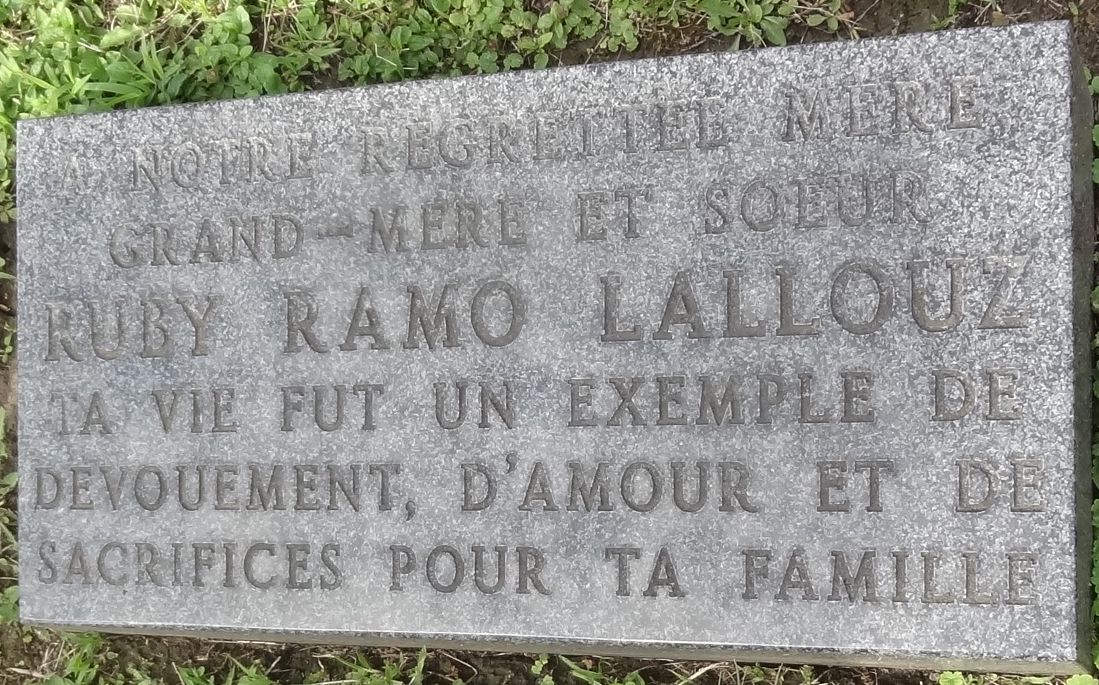 A NOTRE REGRETTEE MERE
GRAND-MERE ET SOEUR
RUBY RAMO LALLOUZ
TA VIE FUT UN EXEMPLE DE
DEVOUEMENT, D'AMOUR ET DE
SACRIFICES POUR TA FAMILLE